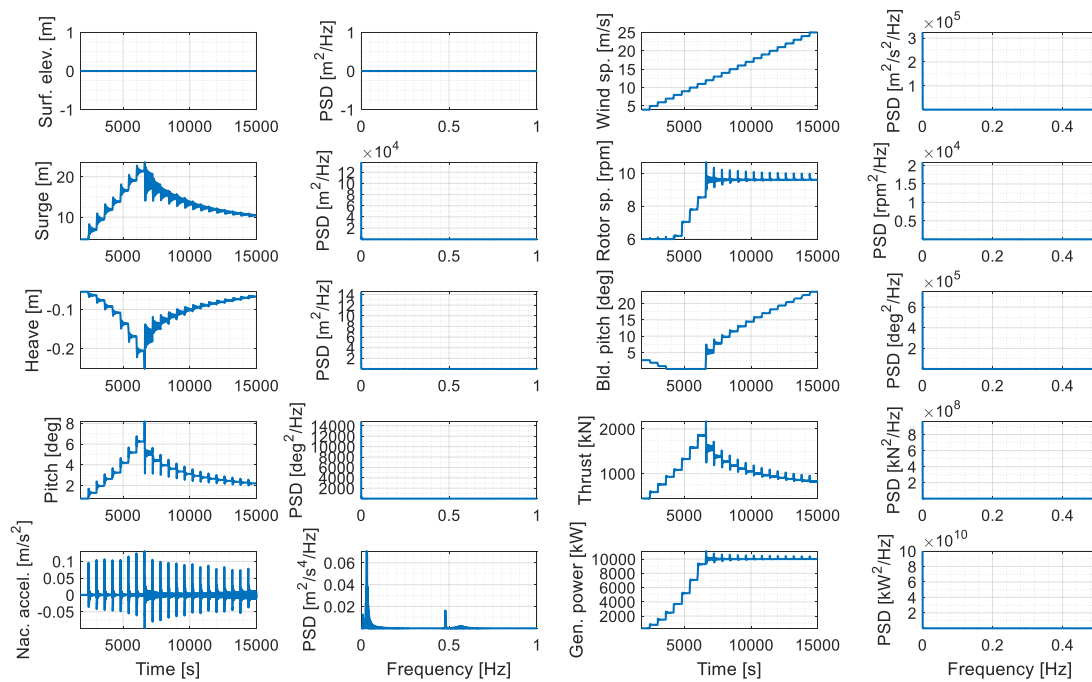 Surf. elev. [m]
1
0
-1
5000 10000 15000
PSD [m²/Hz]
1
0
-1
0 0.5 1
Wind sp. [m/s]
25
20
15
10
5
5000 10000 15000
PSD [m²/s²/Hz]
×10⁵
3
2
1
0 0.2 0.4
Surge [m]
20
10
5000 10000 15000
PSD [m²/Hz]
×10⁴
12
10
8
6
4
2
0 0.5 1
Rotor sp. [rpm]
10
8
6
5000 10000 15000
PSD [rpm²/Hz]
×10⁴
2
1.5
1
0.5
0 0.2 0.4
Heave [m]
-0.1
-0.2
5000 10000 15000
PSD [m²/Hz]
14
12
10
8
6
4
2
0 0.5 1
Bld. pitch [deg]
20
15
10
5
5000 10000 15000
PSD [deg²/Hz]
×10⁵
6
4
2
0 0.2 0.4
Pitch [deg]
8
6
4
2
5000 10000 15000
PSD [deg²/Hz]
14000
12000
10000
8000
6000
4000
2000
0 0.5 1
Thrust [kN]
2000
1000
5000 10000 15000
PSD [kN²/Hz]
×10⁸
8
6
4
2
0 0.2 0.4
Nac. accel. [m/s²]
0.1
0.05
0
-0.05
5000 10000 15000
Time [s]
PSD [m²/s⁴/Hz]
0.06
0.04
0.02
0 0.5 1
Frequency [Hz]
Gen. power [kW]
10000
8000
6000
4000
2000
5000 10000 15000
Time [s]
PSD [kW²/Hz]
×10¹⁰
10
8
6
4
2
0 0.2 0.4
Frequency [Hz]